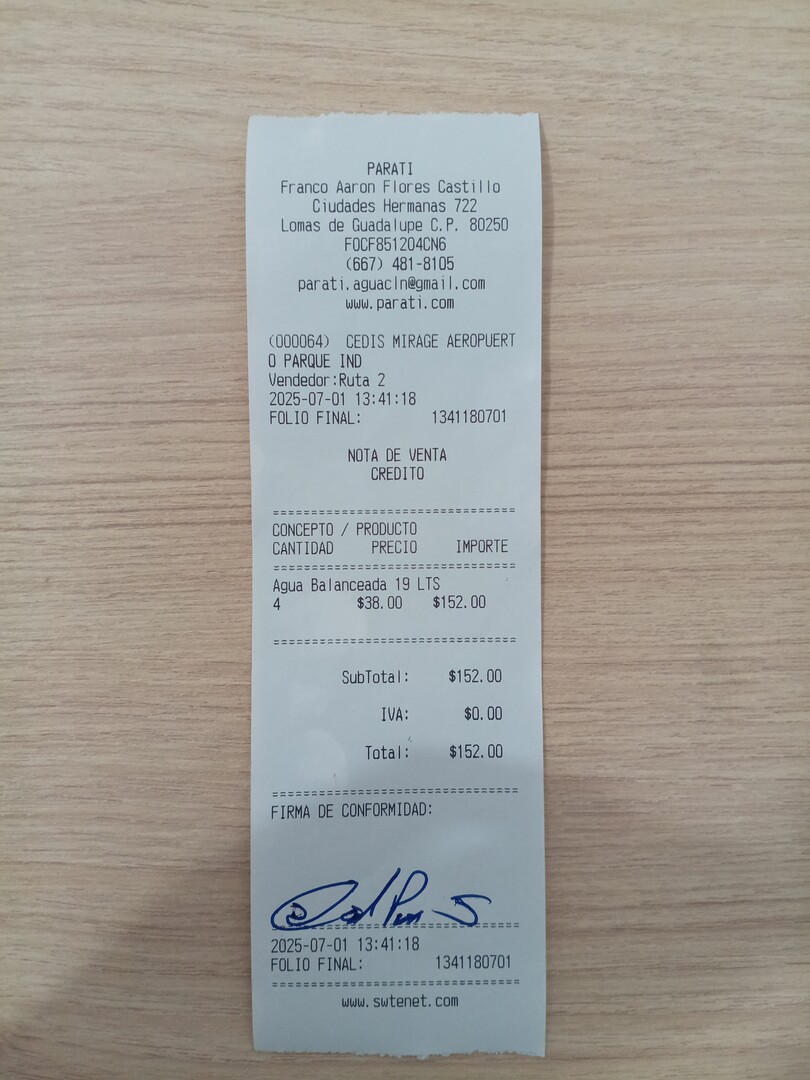 PARATI
Franco Aaron Flores Castillo
Ciudades Hermanas 722
Lomas de Guadalupe C.P. 80250
FOCF851204CN6
(667) 481-8105
parati.aguacln@gmail.com
www.parati.com
(000064) CEDIS MIRAGE AEROPUERT
O PARQUE IND
Vendedor:Ruta 2
2025-07-01 13:41:18
FOLIO FINAL: 1341180701
NOTA DE VENTA
CREDITO
===============================
CONCEPTO / PRODUCTO
CANTIDAD PRECIO IMPORTE
===============================
Agua Balanceada 19 LTS
4 $38.00 $152.00
===============================
SubTotal: $152.00
IVA: $0.00
Total: $152.00
===============================
FIRMA DE CONFORMIDAD:
===============================
2025-07-01 13:41:18
FOLIO FINAL: 1341180701
===============================
www.swtenet.com